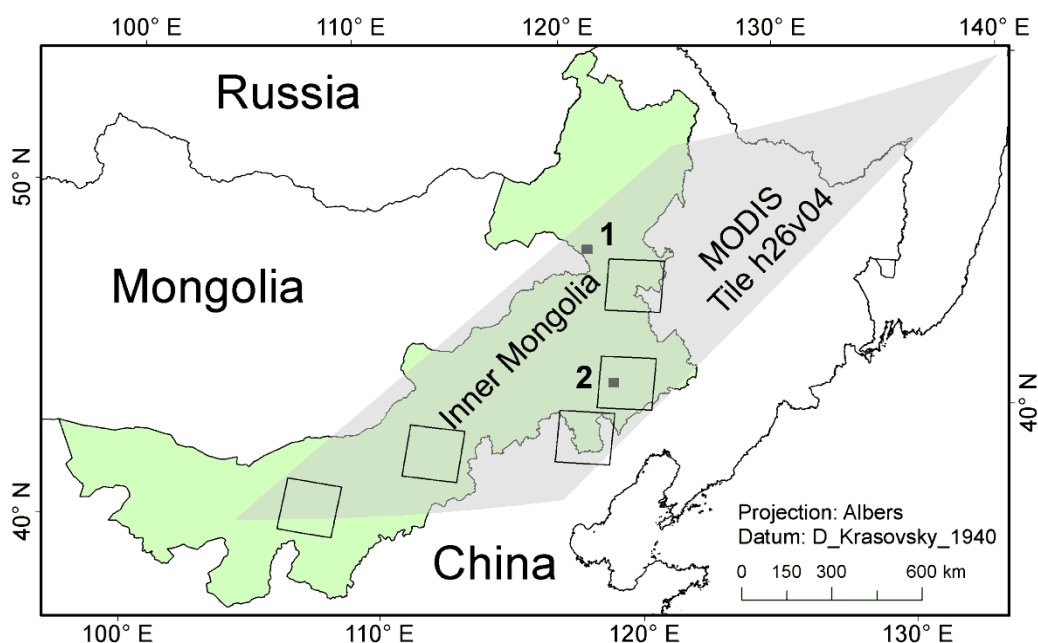 100° E 110° E 120° E 130° E 140° E
Russia
50° N
MODIS
Tile h26v04
1
Mongolia
Inner Mongolia
2
40° N
40° N
China
Projection: Albers
Datum: D_Krasovsky_1940
0 150 300 600 km
100° E 110° E 120° E 130° E